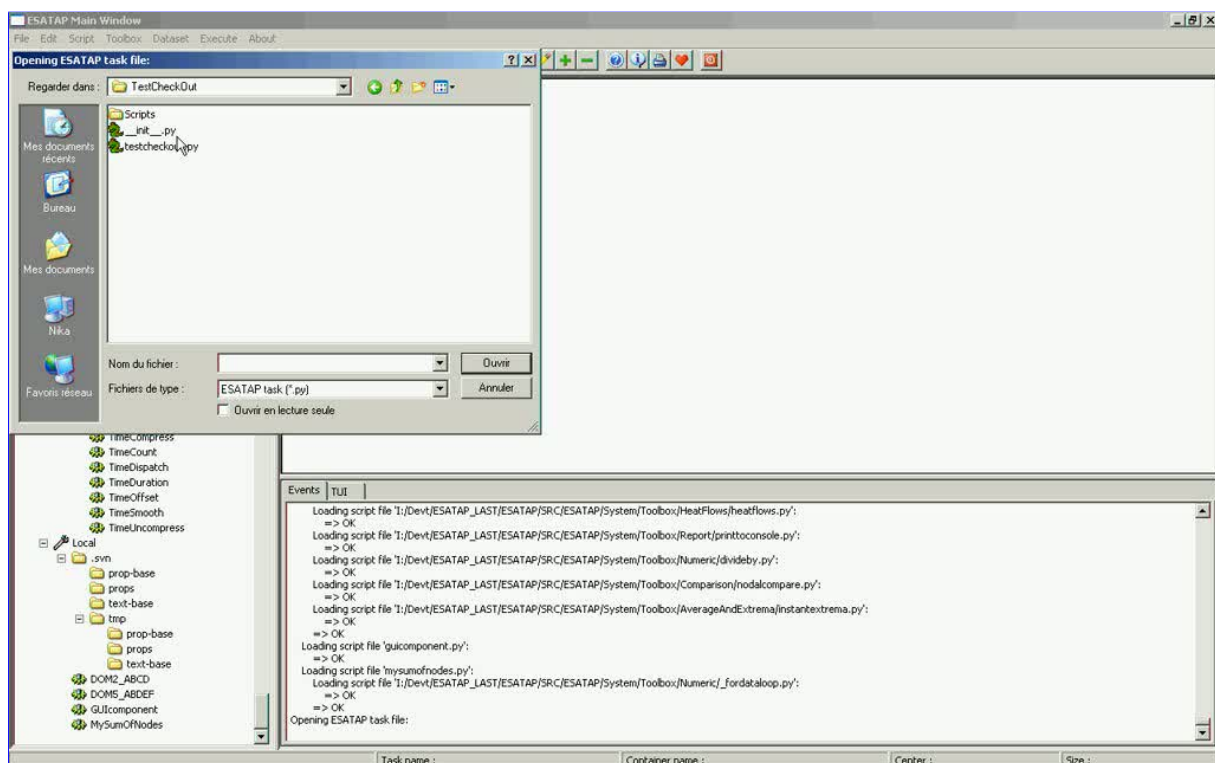 ESATAP Main Window
File Edit Script Toolbox Dataset Execute About
Opening ESATAP task file:
Regarder dans : TestCheckOut
Scripts
__init__.py
testcheckout.py
Mes documents récents
Bureau
Mes documents
Nika
Favoris réseau
Nom du fichier :
Ouvrir
Fichiers de type : ESATAP task (*.py)
Annuler
Ouvrir en lecture seule
TimeCompress
TimeCount
TimeDispatch
TimeDuration
TimeOffset
TimeSmooth
TimeUncompress
Local
.svn
prop-base
props
text-base
tmp
prop-base
props
text-base
DOM2_ABCD
DOM5_ABDEF
GUIcomponent
MySumOfNodes
Events TUI
Loading script file 'I:/Devt/ESATAP_LAST/ESATAP/SRC/ESATAP/System/Toolbox/HeatFlows/heatflows.py':
=> OK
Loading script file 'I:/Devt/ESATAP_LAST/ESATAP/SRC/ESATAP/System/Toolbox/Report/printtoconsole.py':
=> OK
Loading script file 'I:/Devt/ESATAP_LAST/ESATAP/SRC/ESATAP/System/Toolbox/Numeric/divideby.py':
=> OK
Loading script file 'I:/Devt/ESATAP_LAST/ESATAP/SRC/ESATAP/System/Toolbox/Comparison/nodalcompare.py':
=> OK
Loading script file 'I:/Devt/ESATAP_LAST/ESATAP/SRC/ESATAP/System/Toolbox/AverageAndExtrema/instantextrema.py':
=> OK
=> OK
Loading script file 'guicomponent.py':
=> OK
Loading script file 'mysumofnodes.py':
Loading script file 'I:/Devt/ESATAP_LAST/ESATAP/SRC/ESATAP/System/Toolbox/Numeric/_fordataloop.py':
=> OK
=> OK
Opening ESATAP task file:
Task name : Container name : Center : Size :